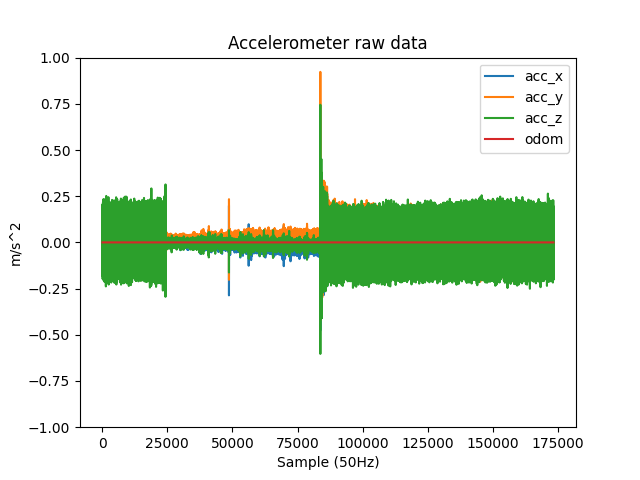 Accelerometer raw data
1.00
0.75
0.50
0.25
0.00
−0.25
−0.50
−0.75
−1.00
m/s^2
acc_x
acc_y
acc_z
odom
0 25000 50000 75000 100000 125000 150000 175000
Sample (50Hz)